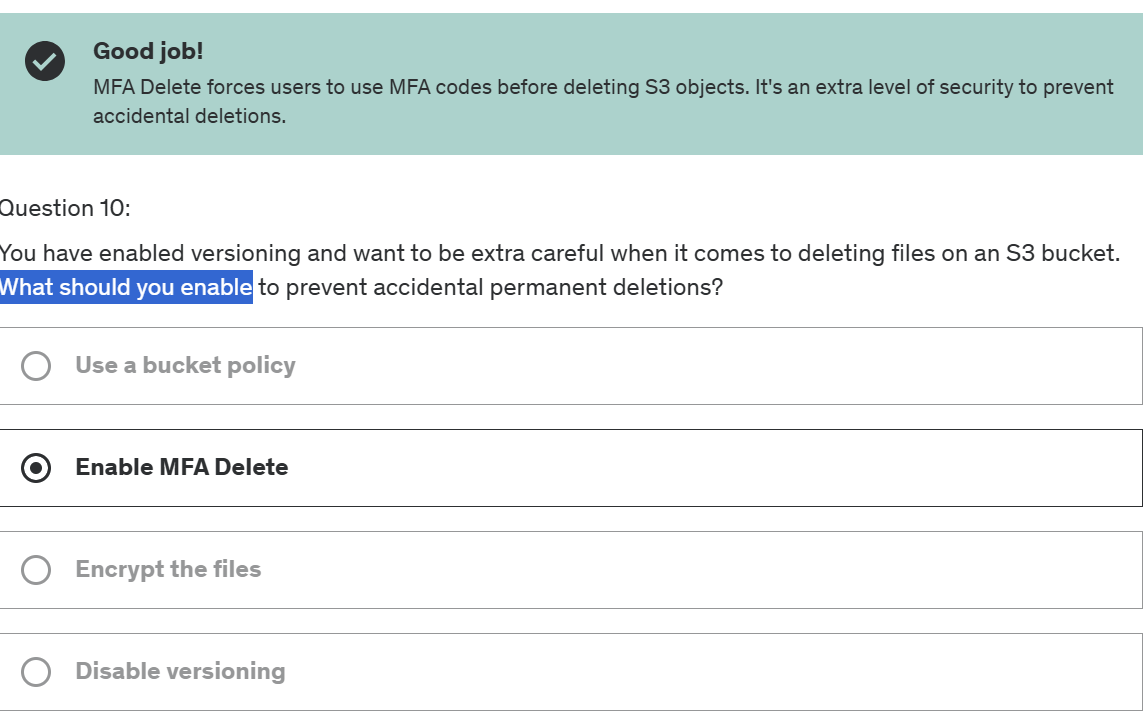 Good job!
MFA Delete forces users to use MFA codes before deleting S3 objects. It's an extra level of security to prevent
accidental deletions.
Question 10:
You have enabled versioning and want to be extra careful when it comes to deleting files on an S3 bucket.
What should you enable to prevent accidental permanent deletions?
Use a bucket policy
Enable MFA Delete
Encrypt the files
Disable versioning